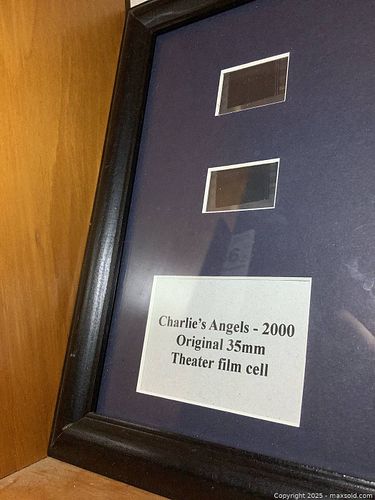 Charlie's Angels - 2000
Original 35mm
Theater film cell
Copyright 2025 - maxsold.com